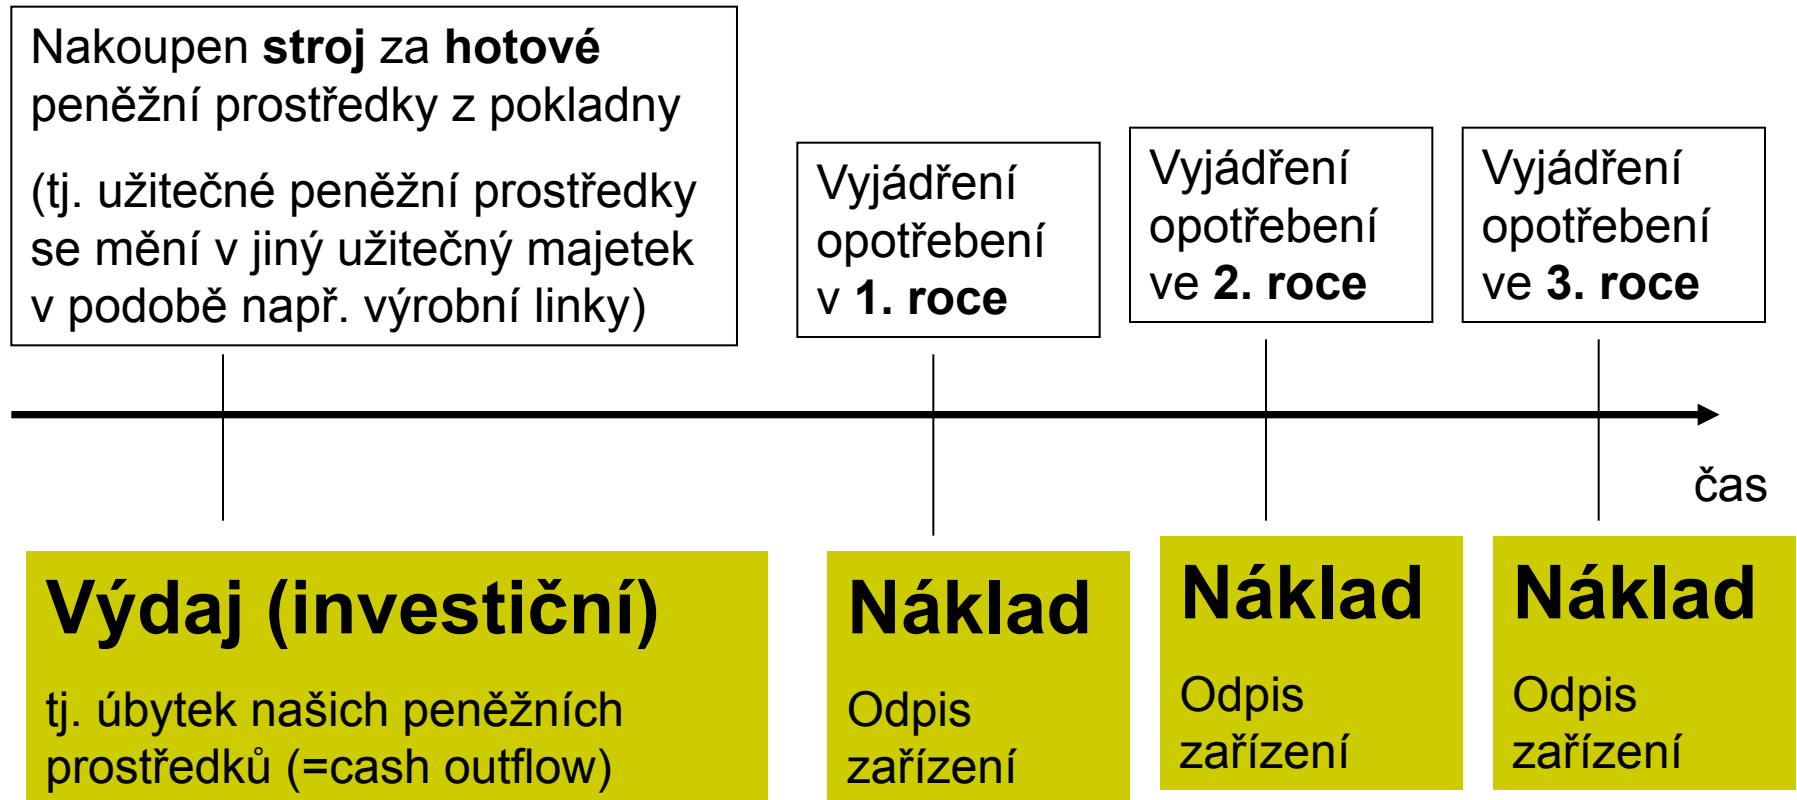 Nakoupen stroj za hotové
peněžní prostředky z pokladny
(tj. užitečné peněžní prostředky
se mění v jiný užitečný majetek
v podobě např. výrobní linky)
Vyjádření
opotřebení
v 1. roce
Vyjádření
opotřebení
ve 2. roce
Vyjádření
opotřebení
ve 3. roce
čas
Výdaj (investiční)
tj. úbytek našich peněžních
prostředků (=cash outflow)
Náklad
Odpis
zařízení
Náklad
Odpis
zařízení
Náklad
Odpis
zařízení